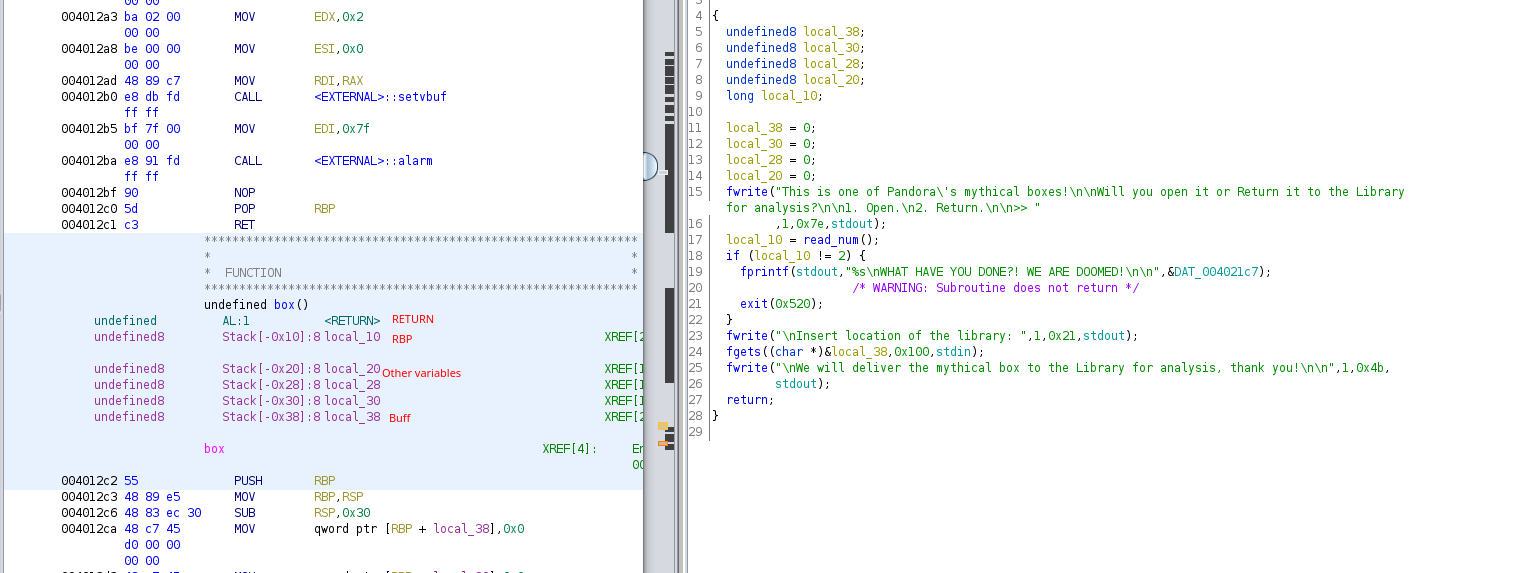 00 00
004012a3 ba 02 00 MOV EDX,0x2
00 00
004012a8 be 00 00 MOV ESI,0x0
00 00
004012ad 48 89 c7 MOV RDI,RAX
004012b0 e8 db fd CALL <EXTERNAL>::setvbuf
ff ff
004012b5 bf 7f 00 MOV EDI,0x7f
00 00
004012ba e8 91 fd CALL <EXTERNAL>::alarm
ff ff
004012bf 90 NOP
004012c0 5d POP RBP
004012c1 c3 RET
*************************************************************
* *
* FUNCTION *
*************************************************************
undefined box()
undefined AL:1 <RETURN> RETURN
undefined8 Stack[-0x10]:8 local_10 RBP XREF[2
undefined8 Stack[-0x20]:8 local_20 Other variables XREF[1
undefined8 Stack[-0x28]:8 local_28 XREF[1
undefined8 Stack[-0x30]:8 local_30 XREF[1
undefined8 Stack[-0x38]:8 local_38 Buff XREF[2
box XREF[4]: En
00
004012c2 55 PUSH RBP
004012c3 48 89 e5 MOV RBP,RSP
004012c6 48 83 ec 30 SUB RSP,0x30
004012ca 48 c7 45 MOV qword ptr [RBP + local_38],0x0
d0 00 00
00 00
3
4 {
5 undefined8 local_38;
6 undefined8 local_30;
7 undefined8 local_28;
8 undefined8 local_20;
9 long local_10;
10
11 local_38 = 0;
12 local_30 = 0;
13 local_28 = 0;
14 local_20 = 0;
15 fwrite("This is one of Pandora\'s mythical boxes!\n\nWill you open it or Return it to the Library
for analysis?\n\n1. Open.\n2. Return.\n\n>> "
16 ,1,0x7e,stdout);
17 local_10 = read_num();
18 if (local_10 != 2) {
19 fprintf(stdout,"%s\nWHAT HAVE YOU DONE?! WE ARE DOOMED!\n\n",&DAT_004021c7);
20 /* WARNING: Subroutine does not return */
21 exit(0x520);
22 }
23 fwrite("\nInsert location of the library: ",1,0x21,stdout);
24 fgets((char *)&local_38,0x100,stdin);
25 fwrite("\nWe will deliver the mythical box to the Library for analysis, thank you!\n\n",1,0x4b,
26 stdout);
27 return;
28 }
29